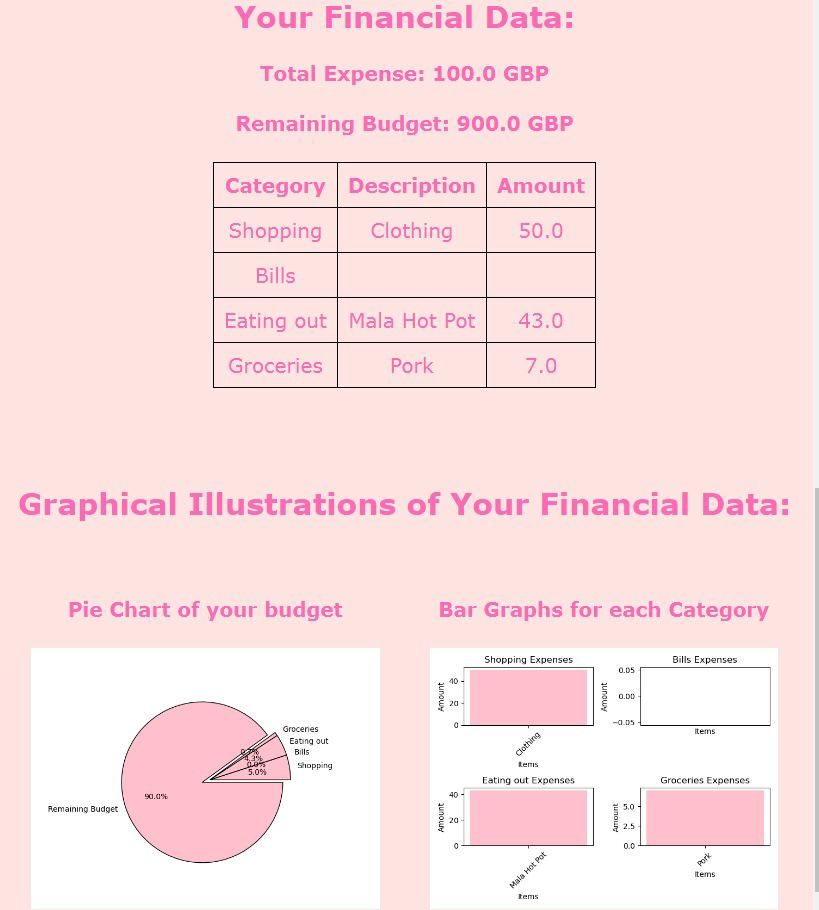 Your Financial Data:
Total Expense: 100.0 GBP
Remaining Budget: 900.0 GBP
Category Description Amount
Shopping Clothing 50.0
Bills
Eating out Mala Hot Pot 43.0
Groceries Pork 7.0
Graphical Illustrations of Your Financial Data:
Pie Chart of your budget
Groceries
Eating out
Bills
Shopping
0.7%
4.3%
0.0%
5.0%
90.0%
Remaining Budget
Bar Graphs for each Category
Shopping Expenses
Amount
40
20
0
Clothing
Items
Bills Expenses
Amount
0.05
0.00
−0.05
Items
Eating out Expenses
Amount
40
20
0
Mala Hot Pot
Items
Groceries Expenses
Amount
5.0
2.5
0.0
Pork
Items